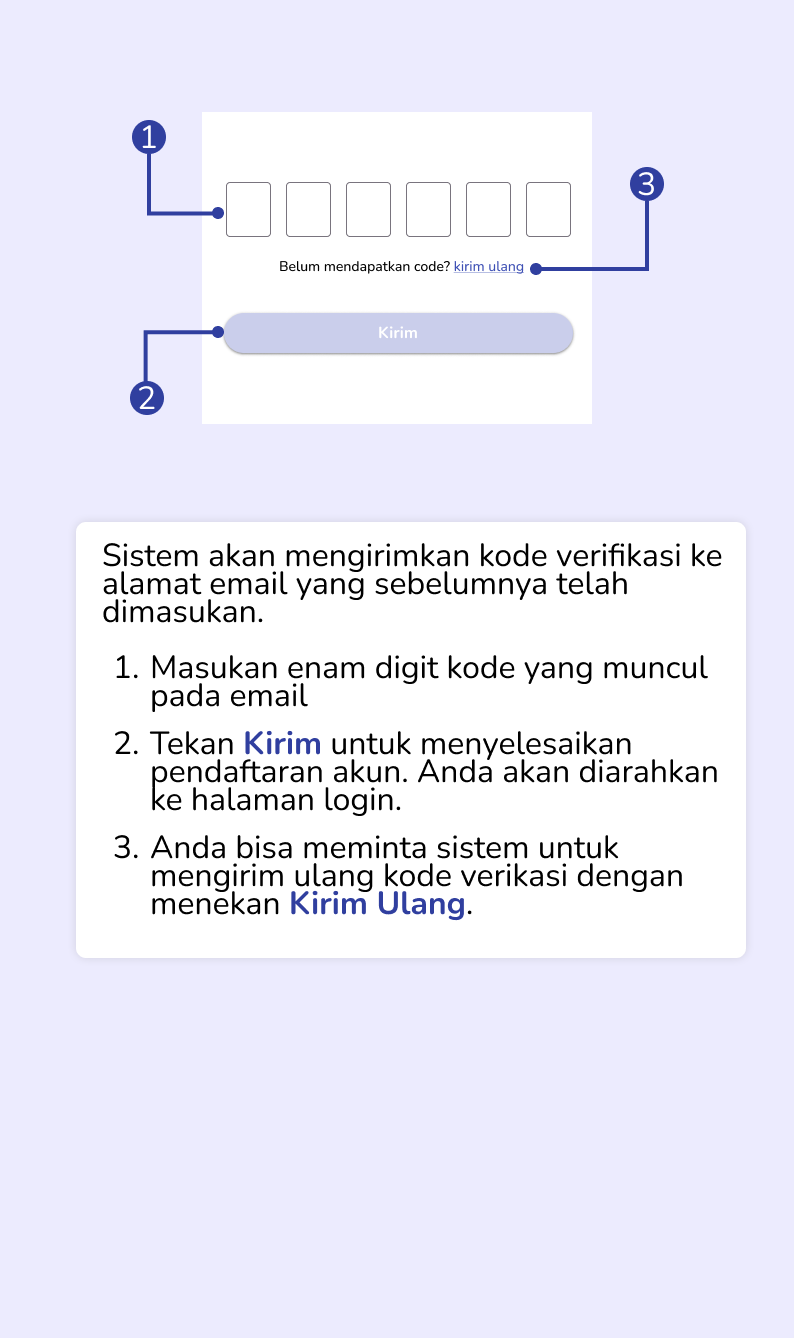 1
3
Belum mendapatkan code? kirim ulang
Kirim
2
Sistem akan mengirimkan kode verifikasi ke
alamat email yang sebelumnya telah
dimasukan.
1. Masukan enam digit kode yang muncul
pada email
2. Tekan Kirim untuk menyelesaikan
pendaftaran akun. Anda akan diarahkan
ke halaman login.
3. Anda bisa meminta sistem untuk
mengirim ulang kode verikasi dengan
menekan Kirim Ulang.